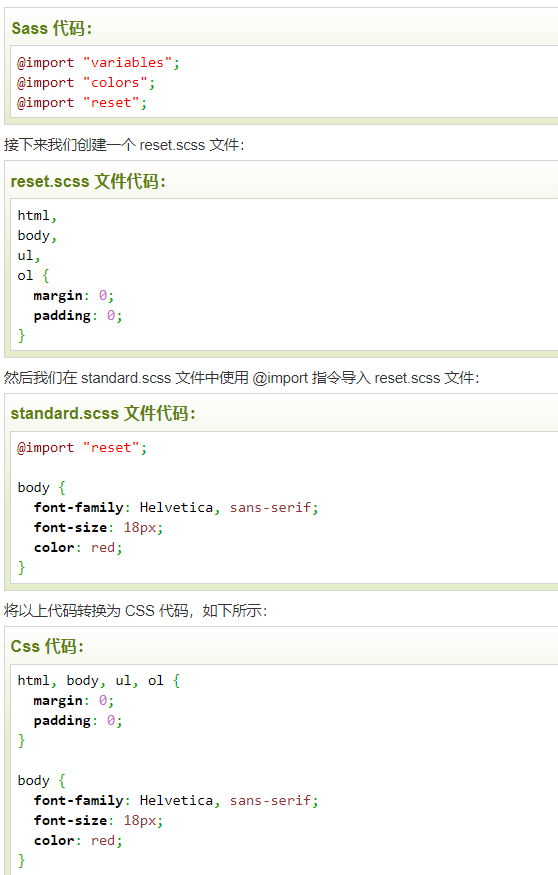 Sass 代码：
@import "variables";
@import "colors";
@import "reset";
接下来我们创建一个 reset.scss 文件：
reset.scss 文件代码：
html,
body,
ul,
ol {
  margin: 0;
  padding: 0;
}
然后我们在 standard.scss 文件中使用 @import 指令导入 reset.scss 文件：
standard.scss 文件代码：
@import "reset";
body {
  font-family: Helvetica, sans-serif;
  font-size: 18px;
  color: red;
}
将以上代码转换为 CSS 代码，如下所示：
Css 代码：
html, body, ul, ol {
  margin: 0;
  padding: 0;
}
body {
  font-family: Helvetica, sans-serif;
  font-size: 18px;
  color: red;
}